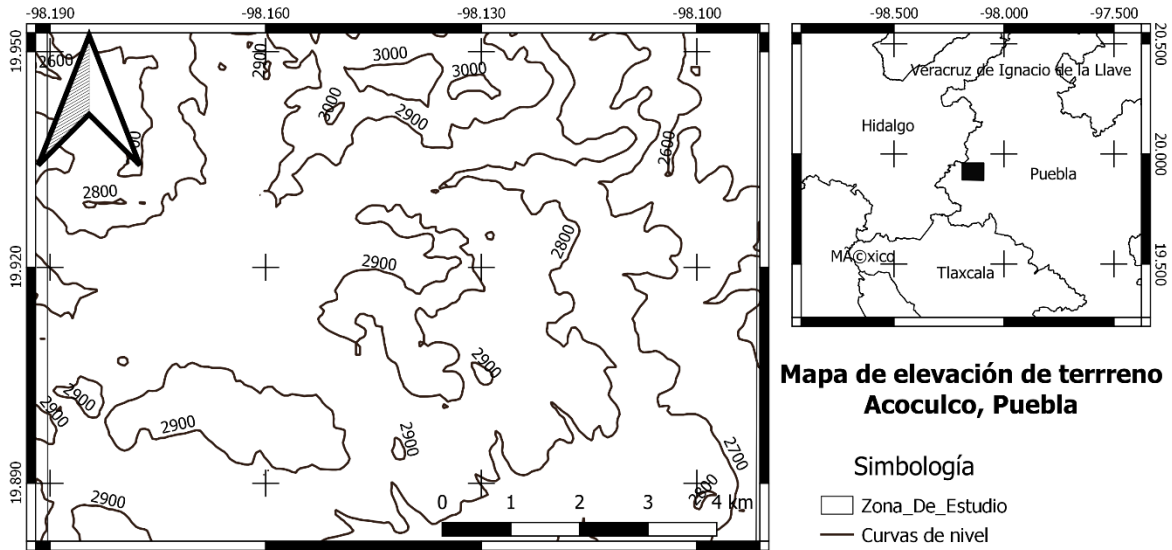 -98.190
-98.160
-98.130
-98.100
19.950
19.920
19.890
2600
2900
3000
3000
3000
2900
2600
2800
2800
2900
2900
2900
2900
2900
2900
2900
2700
2800
0 1 2 3 4 km
-98.500
-98.000
-97.500
20.500
20.000
19.500
Veracruz de Ignacio de la Llave
Hidalgo
Puebla
México
Tlaxcala
Mapa de elevación de terrreno
Acoculco, Puebla
Simbología
Zona_De_Estudio
Curvas de nivel